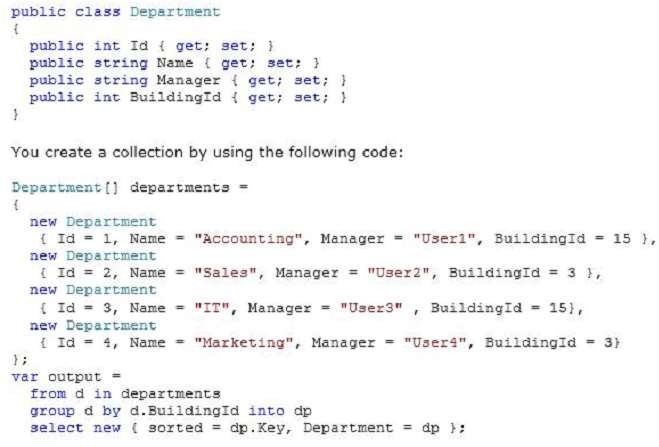 public class Department
{
public int Id { get; set; }
public string Name { get; set; }
public string Manager { get; set; }
public int BuildingId { get; set; }
}
You create a collection by using the following code:
Department[] departments =
{
new Department
{ Id = 1, Name = "Accounting", Manager = "User1", BuildingId = 15 },
new Department
{ Id = 2, Name = "Sales", Manager = "User2", BuildingId = 3 },
new Department
{ Id = 3, Name = "IT", Manager = "User3" , BuildingId = 15},
new Department
{ Id = 4, Name = "Marketing", Manager = "User4", BuildingId = 3}
};
var output =
from d in departments
group d by d.BuildingId into dp
select new { sorted = dp.Key, Department = dp };